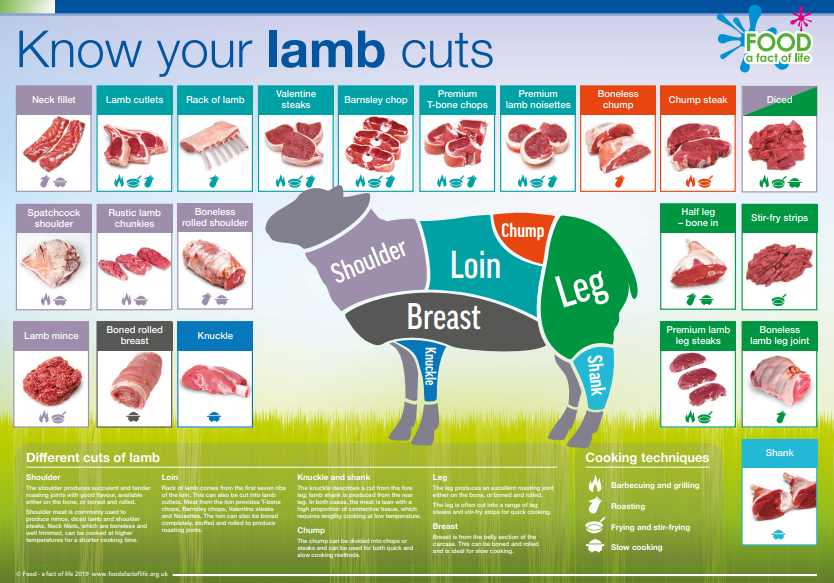 Know your lamb cuts
FOOD
a fact of life
Neck fillet
Lamb cutlets
Rack of lamb
Valentine
steaks
Barnsley chop
Premium
T-bone chops
Premium
lamb noisettes
Boneless
chump
Chump steak
Diced
Spatchcock
shoulder
Rustic lamb
chunkies
Boneless
rolled shoulder
Half leg
– bone in
Stir-fry strips
Shoulder
Loin
Chump
Leg
Breast
Knuckle
Shank
Lamb mince
Boned rolled
breast
Knuckle
Premium lamb
leg steaks
Boneless
lamb leg joint
Shank
Different cuts of lamb
Shoulder
The shoulder produces succulent and tender
roasting joints with good flavour, available
either on the bone, or boned and rolled.
Shoulder meat is commonly used to
produce mince, diced lamb and shoulder
steaks. Neck fillets, which are boneless and
well trimmed, can be cooked at higher
temperatures for a shorter cooking time.
Loin
Rack of lamb comes from the first seven ribs
of the loin. This can also be cut into lamb
cutlets. Meat from the loin provides T-bone
chops, Barnsley chops, Valentine steaks
and Noisettes. The loin can also be boned
completely, stuffed and rolled to produce
roasting joints.
Knuckle and shank
The knuckle describes a cut from the fore
leg; lamb shank is produced from the rear
leg. In both cases, the meat is lean with a
high proportion of connective tissue, which
requires lengthy cooking at low temperature.
Chump
The chump can be divided into chops or
steaks and can be used for both quick and
slow cooking methods.
Leg
The leg produces an excellent roasting joint
either on the bone, or boned and rolled.
The leg is often cut into a range of leg
steaks and stir-fry strips for quick cooking.
Breast
Breast is from the belly section of the
carcase. This can be boned and rolled
and is ideal for slow cooking.
Cooking techniques
Barbecuing and grilling
Roasting
Frying and stir-frying
Slow cooking
© Food - a fact of life 2019 www.foodafactoflife.org.uk